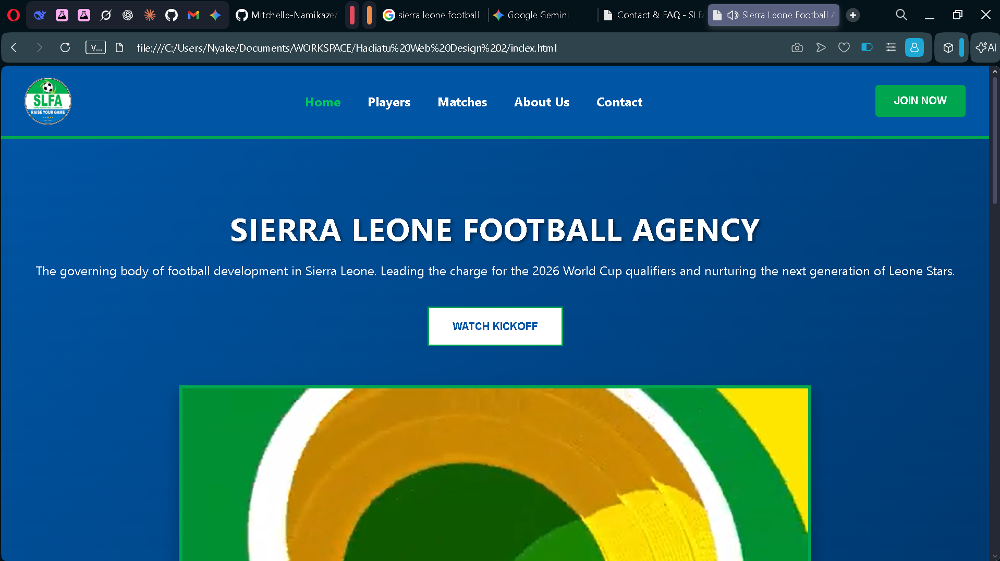 Mitchelle-Namikaze/
sierra leone football
Google Gemini
Contact & FAQ - SLFA
Sierra Leone Football A
V...
file:///C:/Users/Nyake/Documents/WORKSPACE/Hadiatu%20Web%20Design%202/index.html
AI
SLFA
RAISE YOUR GAME
Home
Players
Matches
About Us
Contact
JOIN NOW
SIERRA LEONE FOOTBALL AGENCY
The governing body of football development in Sierra Leone. Leading the charge for the 2026 World Cup qualifiers and nurturing the next generation of Leone Stars.
WATCH KICKOFF